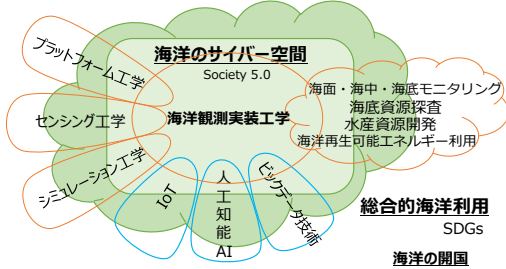 プラットフォーム工学
海洋のサイバー空間
Society 5.0
センシング工学
海洋観測実装工学
海面・海中・海底モニタリング
海底資源探査
水産資源開発
海洋再生可能エネルギー利用
シミュレーション工学
IoT
人工知能
AI
ビックデータ技術
総合的海洋利用
SDGs
海洋の開国